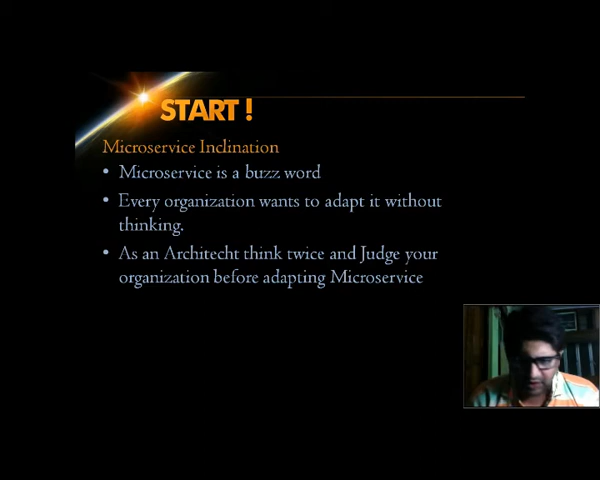 START !
Microservice Inclination
• Microservice is a buzz word
• Every organization wants to adapt it without
thinking.
• As an Architecht think twice and Judge your
organization before adapting Microservice